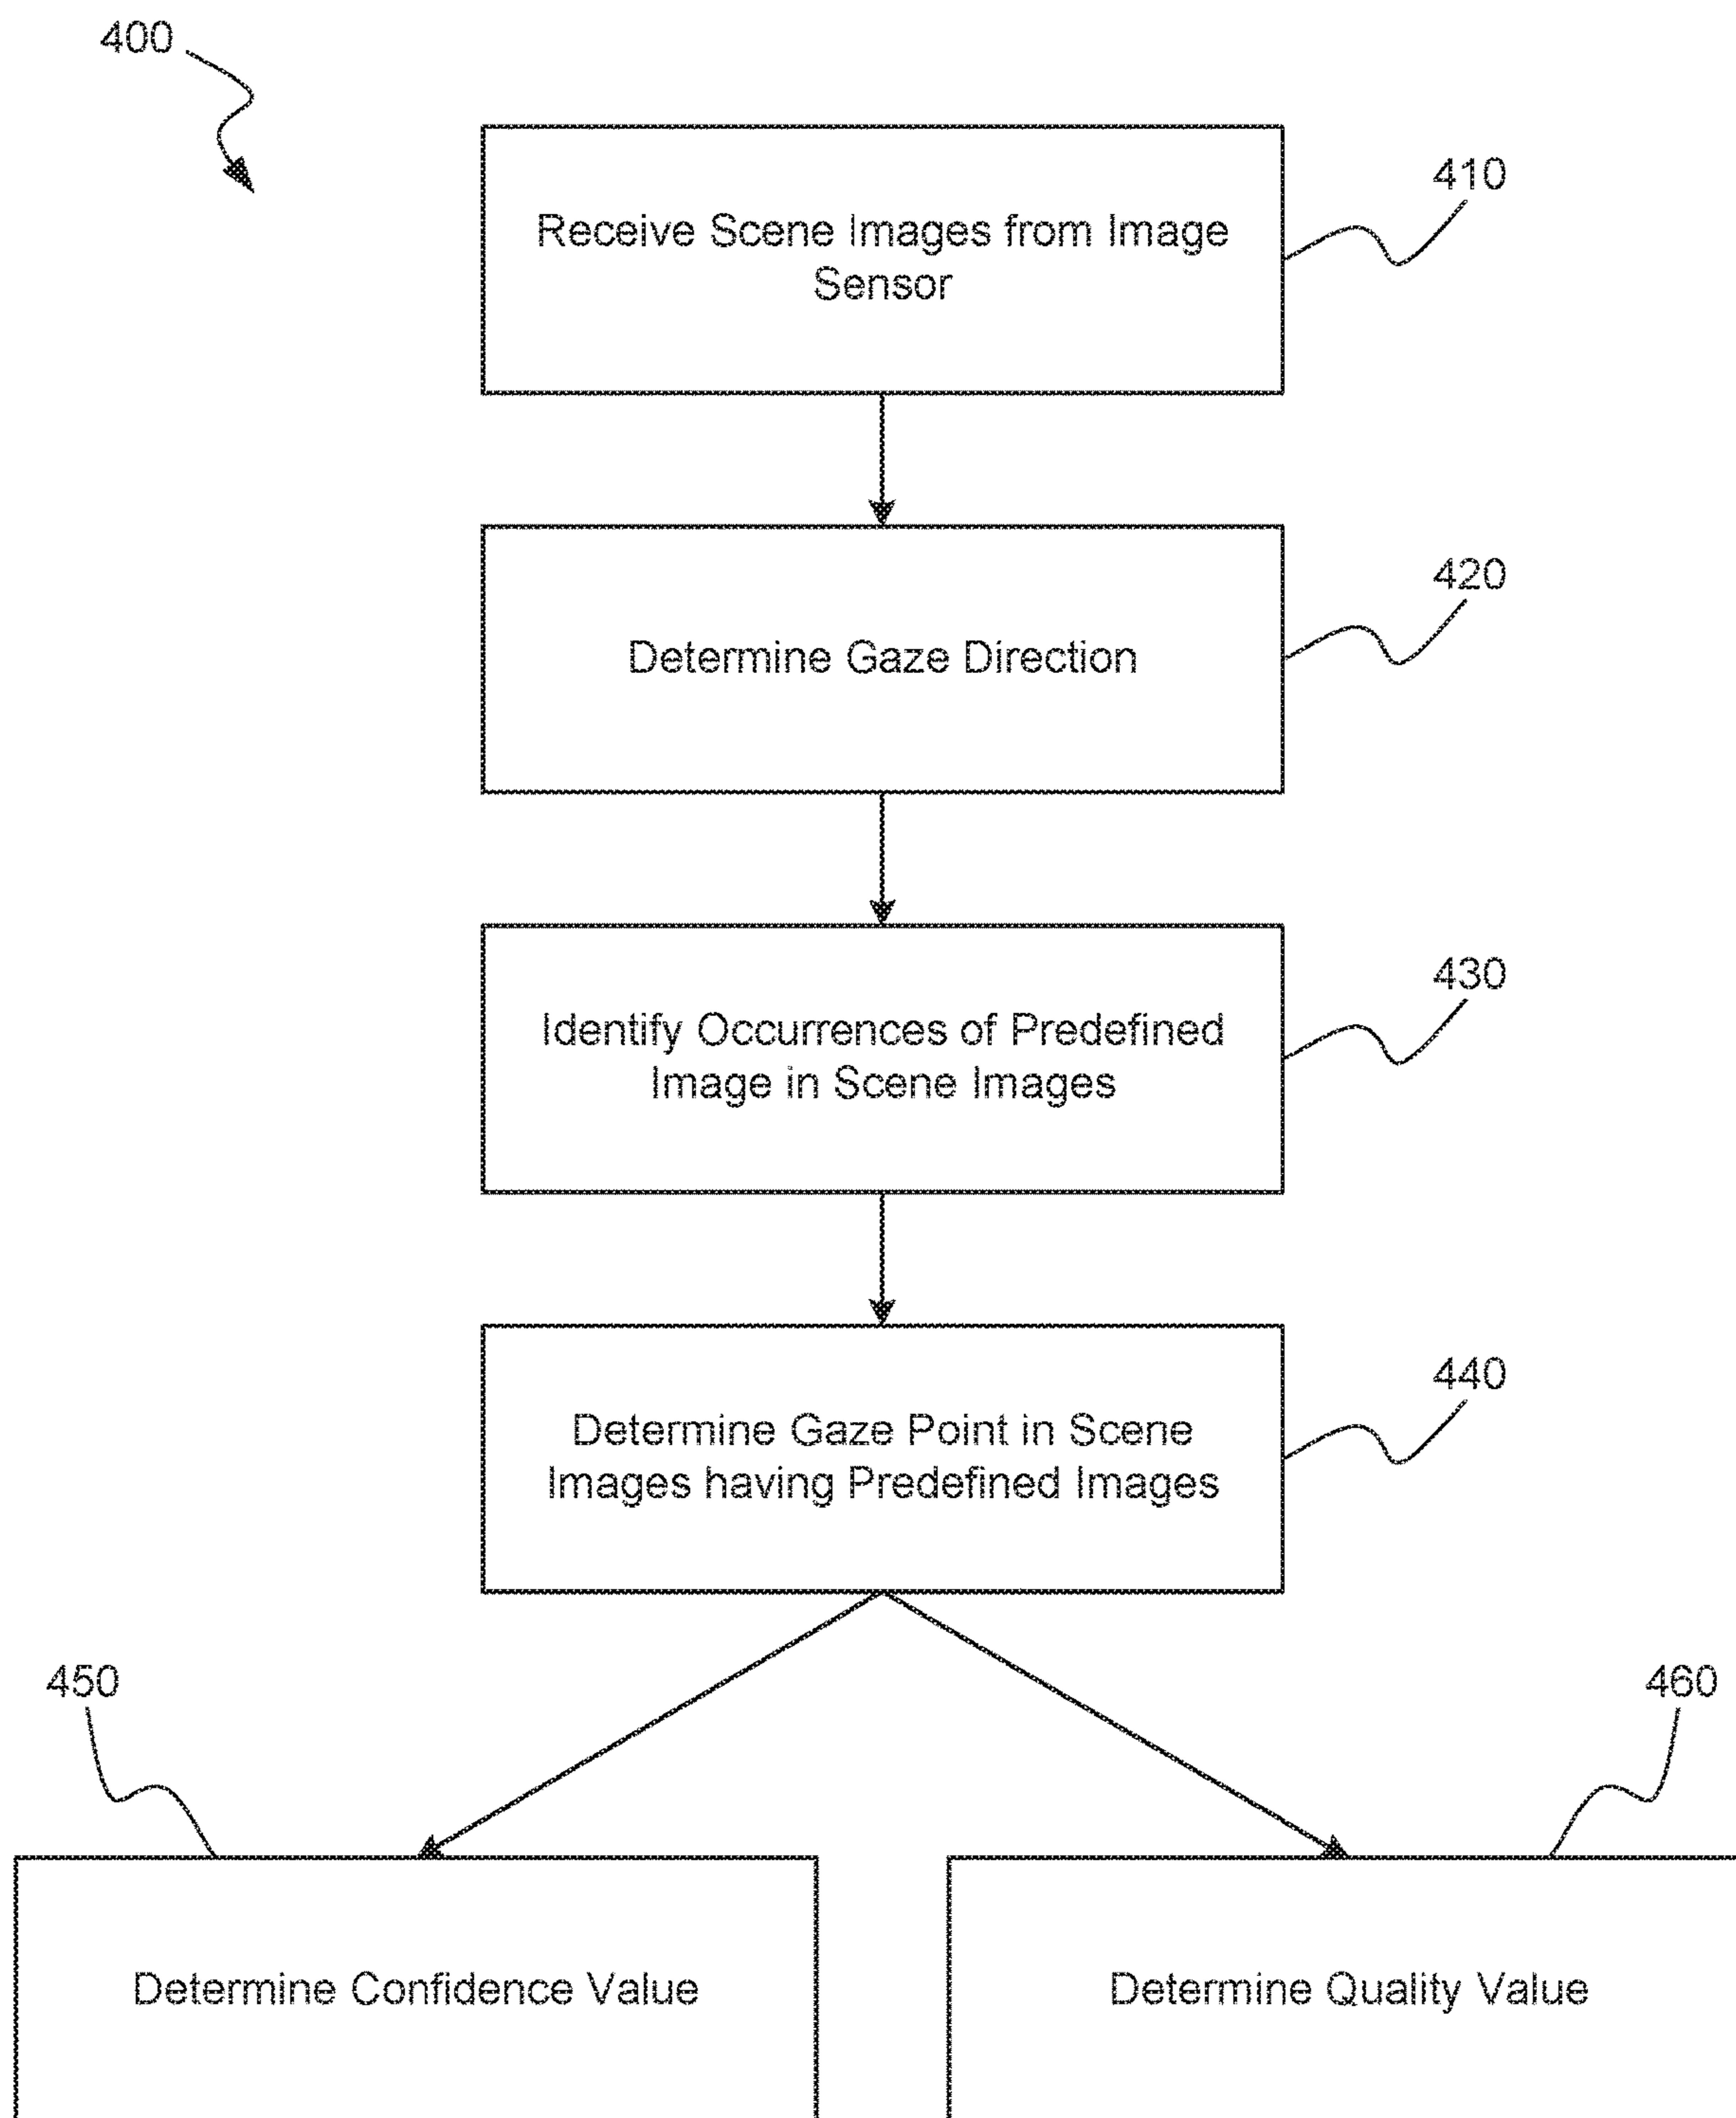 400
410
Receive Scene Images from Image
Sensor
420
Determine Gaze Direction
430
Identify Occurrences of Predefined
Image in Scene Images
440
Determine Gaze Point in Scene
Images having Predefined Images
450
460
Determine Confidence Value
Determine Quality Value